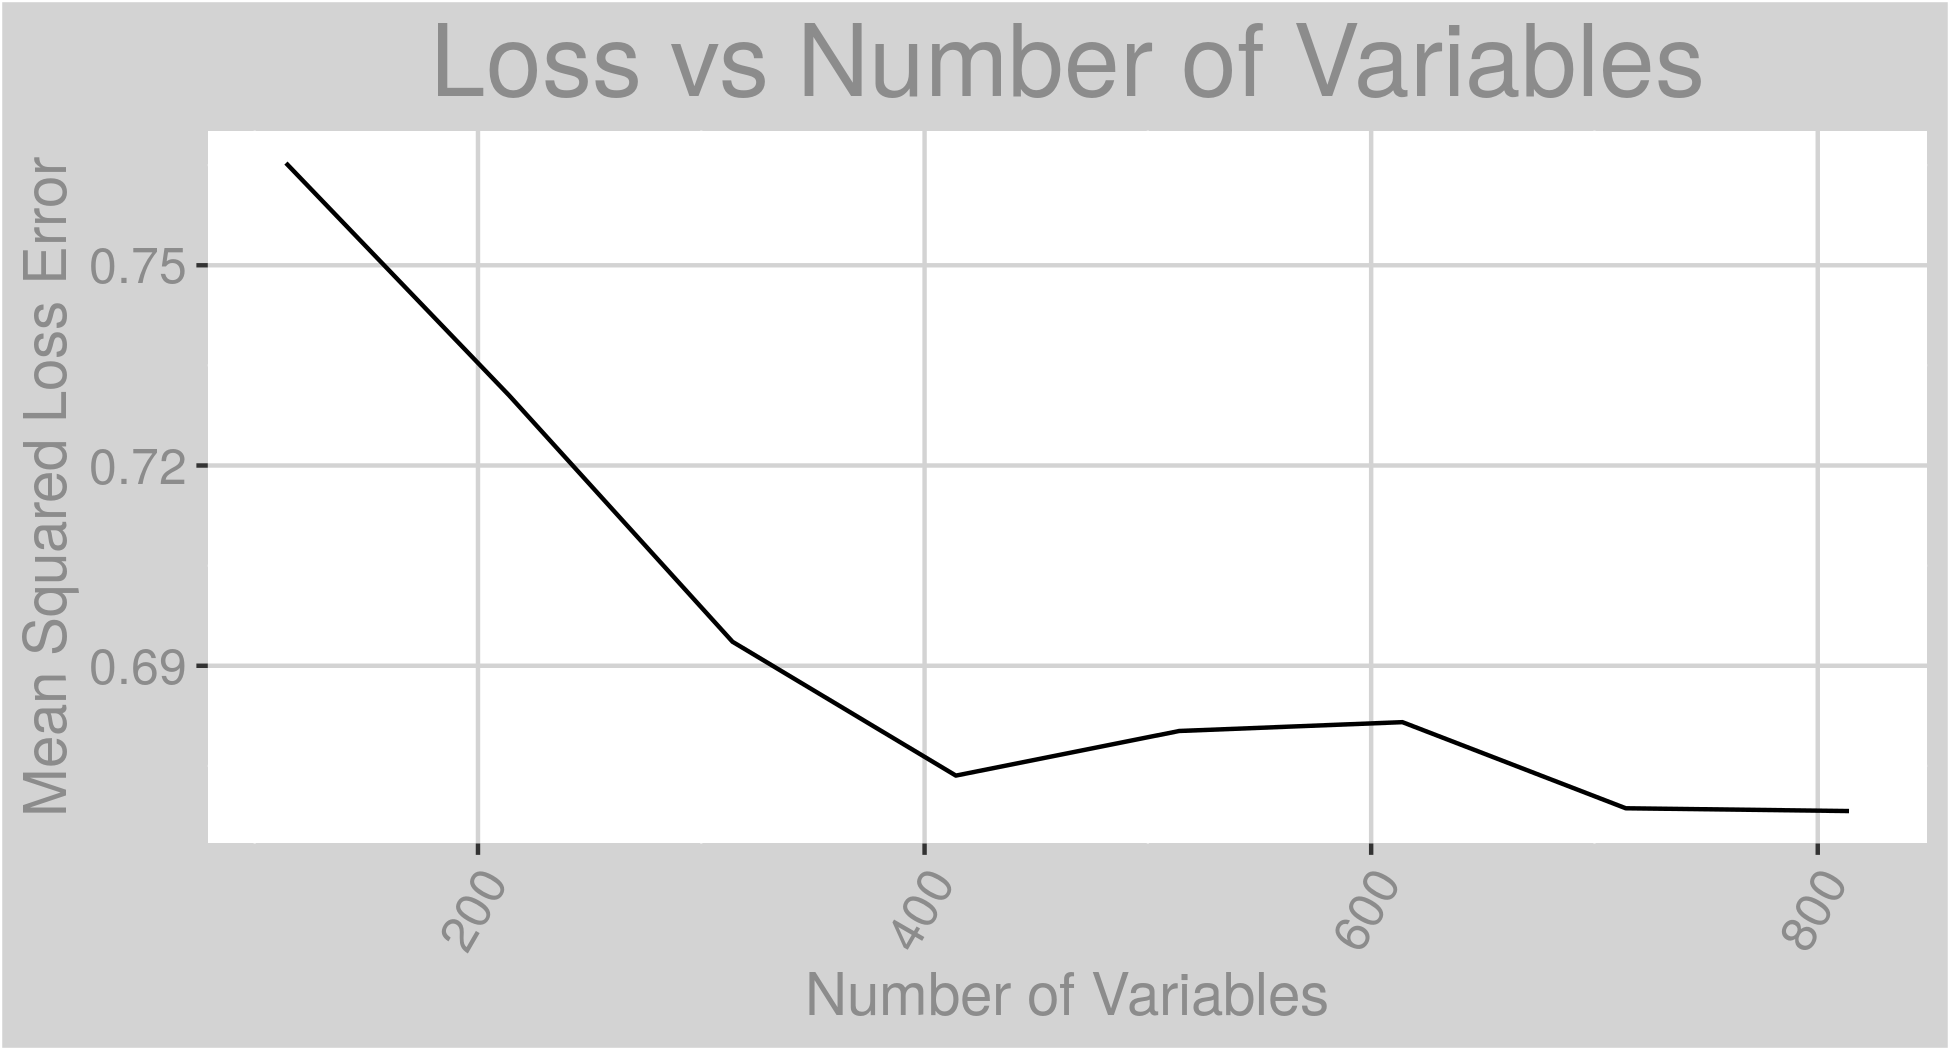 Loss vs Number of Variables
Mean Squared Loss Error
0.75
0.72
0.69
200
400
600
800
Number of Variables